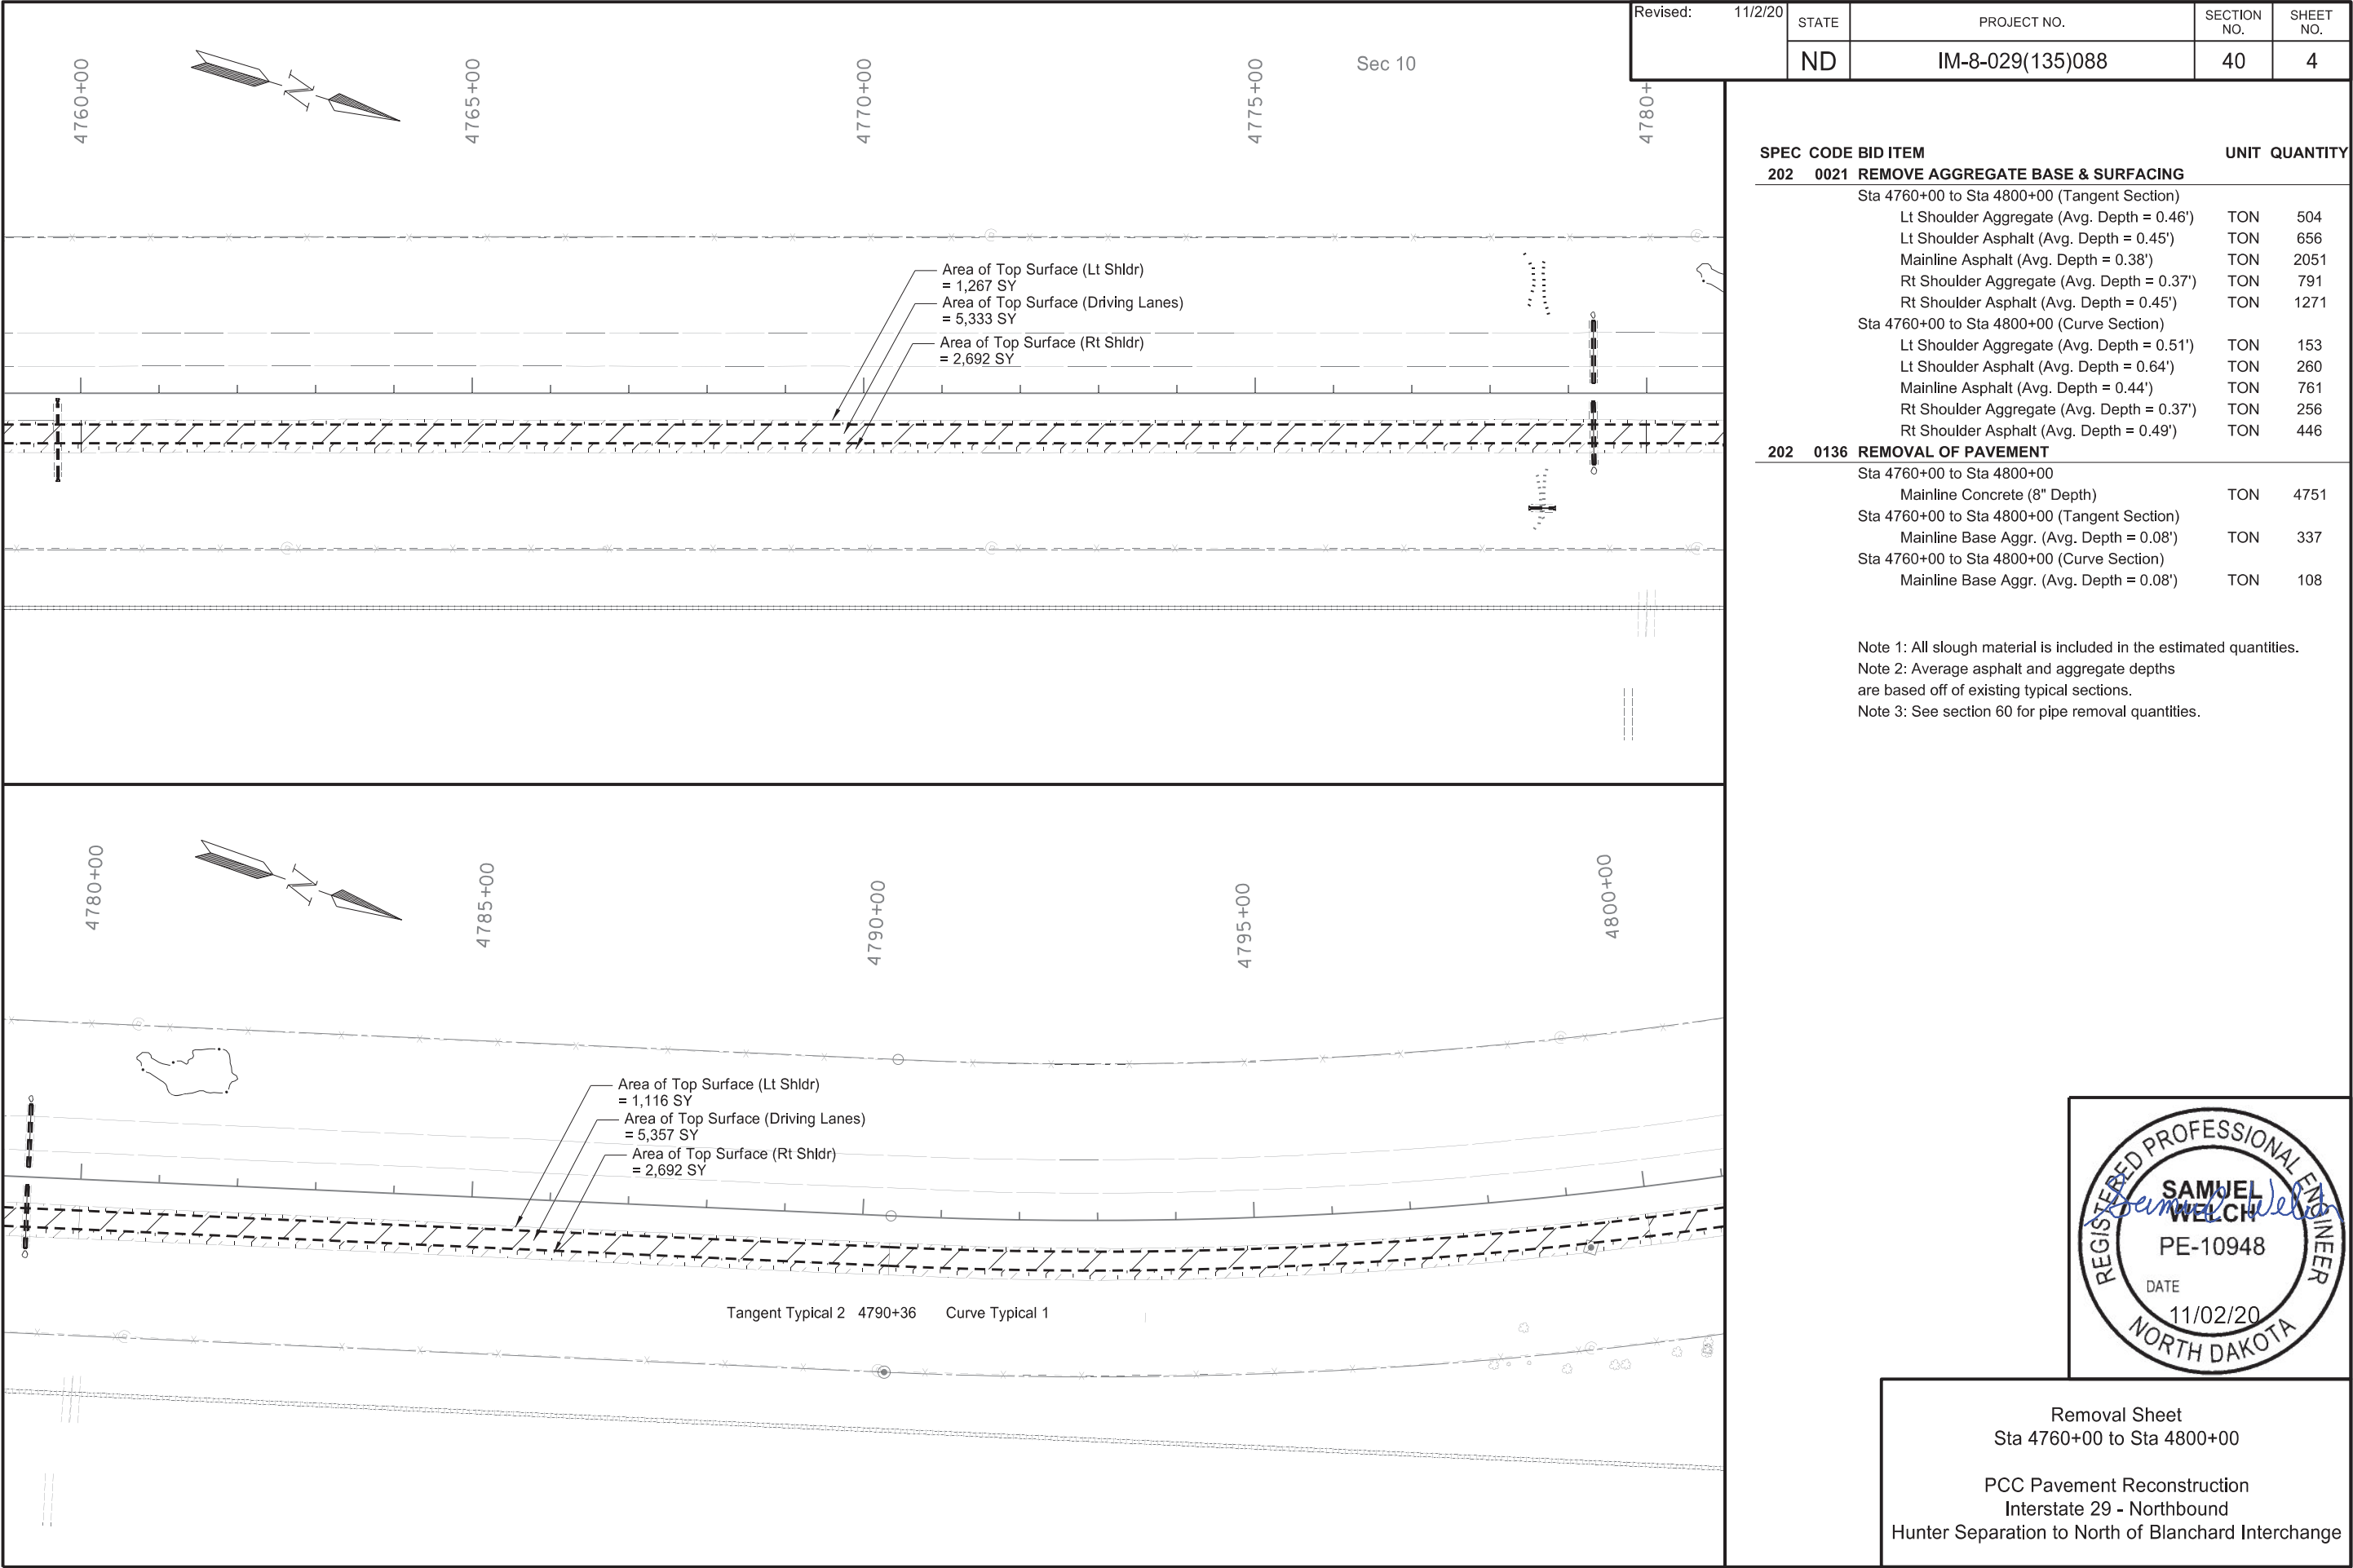 Revised: 11/2/20
STATE PROJECT NO. SECTION NO. SHEET NO.
ND IM-8-029(135)088 40 4
4760+00 4765+00 4770+00 4775+00 4780+
Sec 10
N
Area of Top Surface (Lt Shldr)
= 1,267 SY
Area of Top Surface (Driving Lanes)
= 5,333 SY
Area of Top Surface (Rt Shldr)
= 2,692 SY
4780+00 4785+00 4790+00 4795+00 4800+00
N
Area of Top Surface (Lt Shldr)
= 1,116 SY
Area of Top Surface (Driving Lanes)
= 5,357 SY
Area of Top Surface (Rt Shldr)
= 2,692 SY
Tangent Typical 2 4790+36 Curve Typical 1
SPEC CODE BID ITEM UNIT QUANTITY
202 0021 REMOVE AGGREGATE BASE & SURFACING
Sta 4760+00 to Sta 4800+00 (Tangent Section)
Lt Shoulder Aggregate (Avg. Depth = 0.46') TON 504
Lt Shoulder Asphalt (Avg. Depth = 0.45') TON 656
Mainline Asphalt (Avg. Depth = 0.38') TON 2051
Rt Shoulder Aggregate (Avg. Depth = 0.37') TON 791
Rt Shoulder Asphalt (Avg. Depth = 0.45') TON 1271
Sta 4760+00 to Sta 4800+00 (Curve Section)
Lt Shoulder Aggregate (Avg. Depth = 0.51') TON 153
Lt Shoulder Asphalt (Avg. Depth = 0.64') TON 260
Mainline Asphalt (Avg. Depth = 0.44') TON 761
Rt Shoulder Aggregate (Avg. Depth = 0.37') TON 256
Rt Shoulder Asphalt (Avg. Depth = 0.49') TON 446
202 0136 REMOVAL OF PAVEMENT
Sta 4760+00 to Sta 4800+00
Mainline Concrete (8" Depth) TON 4751
Sta 4760+00 to Sta 4800+00 (Tangent Section)
Mainline Base Aggr. (Avg. Depth = 0.08') TON 337
Sta 4760+00 to Sta 4800+00 (Curve Section)
Mainline Base Aggr. (Avg. Depth = 0.08') TON 108
Note 1: All slough material is included in the estimated quantities.
Note 2: Average asphalt and aggregate depths
are based off of existing typical sections.
Note 3: See section 60 for pipe removal quantities.
REGISTERED PROFESSIONAL ENGINEER
SAMUEL
WELCH
Samuel Welch
PE-10948
DATE
11/02/20
NORTH DAKOTA
Removal Sheet
Sta 4760+00 to Sta 4800+00
PCC Pavement Reconstruction
Interstate 29 - Northbound
Hunter Separation to North of Blanchard Interchange